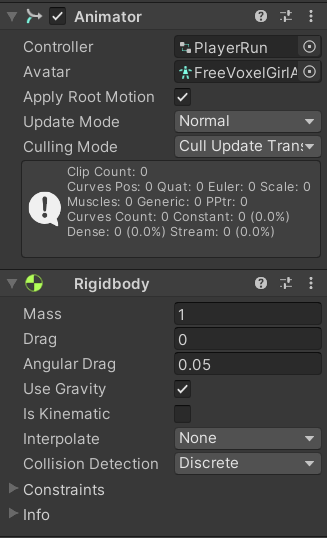 Animator
Controller PlayerRun
Avatar FreeVoxelGirlA
Apply Root Motion
Update Mode Normal
Culling Mode Cull Update Trans
Clip Count: 0
Curves Pos: 0 Quat: 0 Euler: 0 Scale: 0
Muscles: 0 Generic: 0 PPtr: 0
Curves Count: 0 Constant: 0 (0.0%)
Dense: 0 (0.0%) Stream: 0 (0.0%)
Rigidbody
Mass 1
Drag 0
Angular Drag 0.05
Use Gravity
Is Kinematic
Interpolate None
Collision Detection Discrete
Constraints
Info